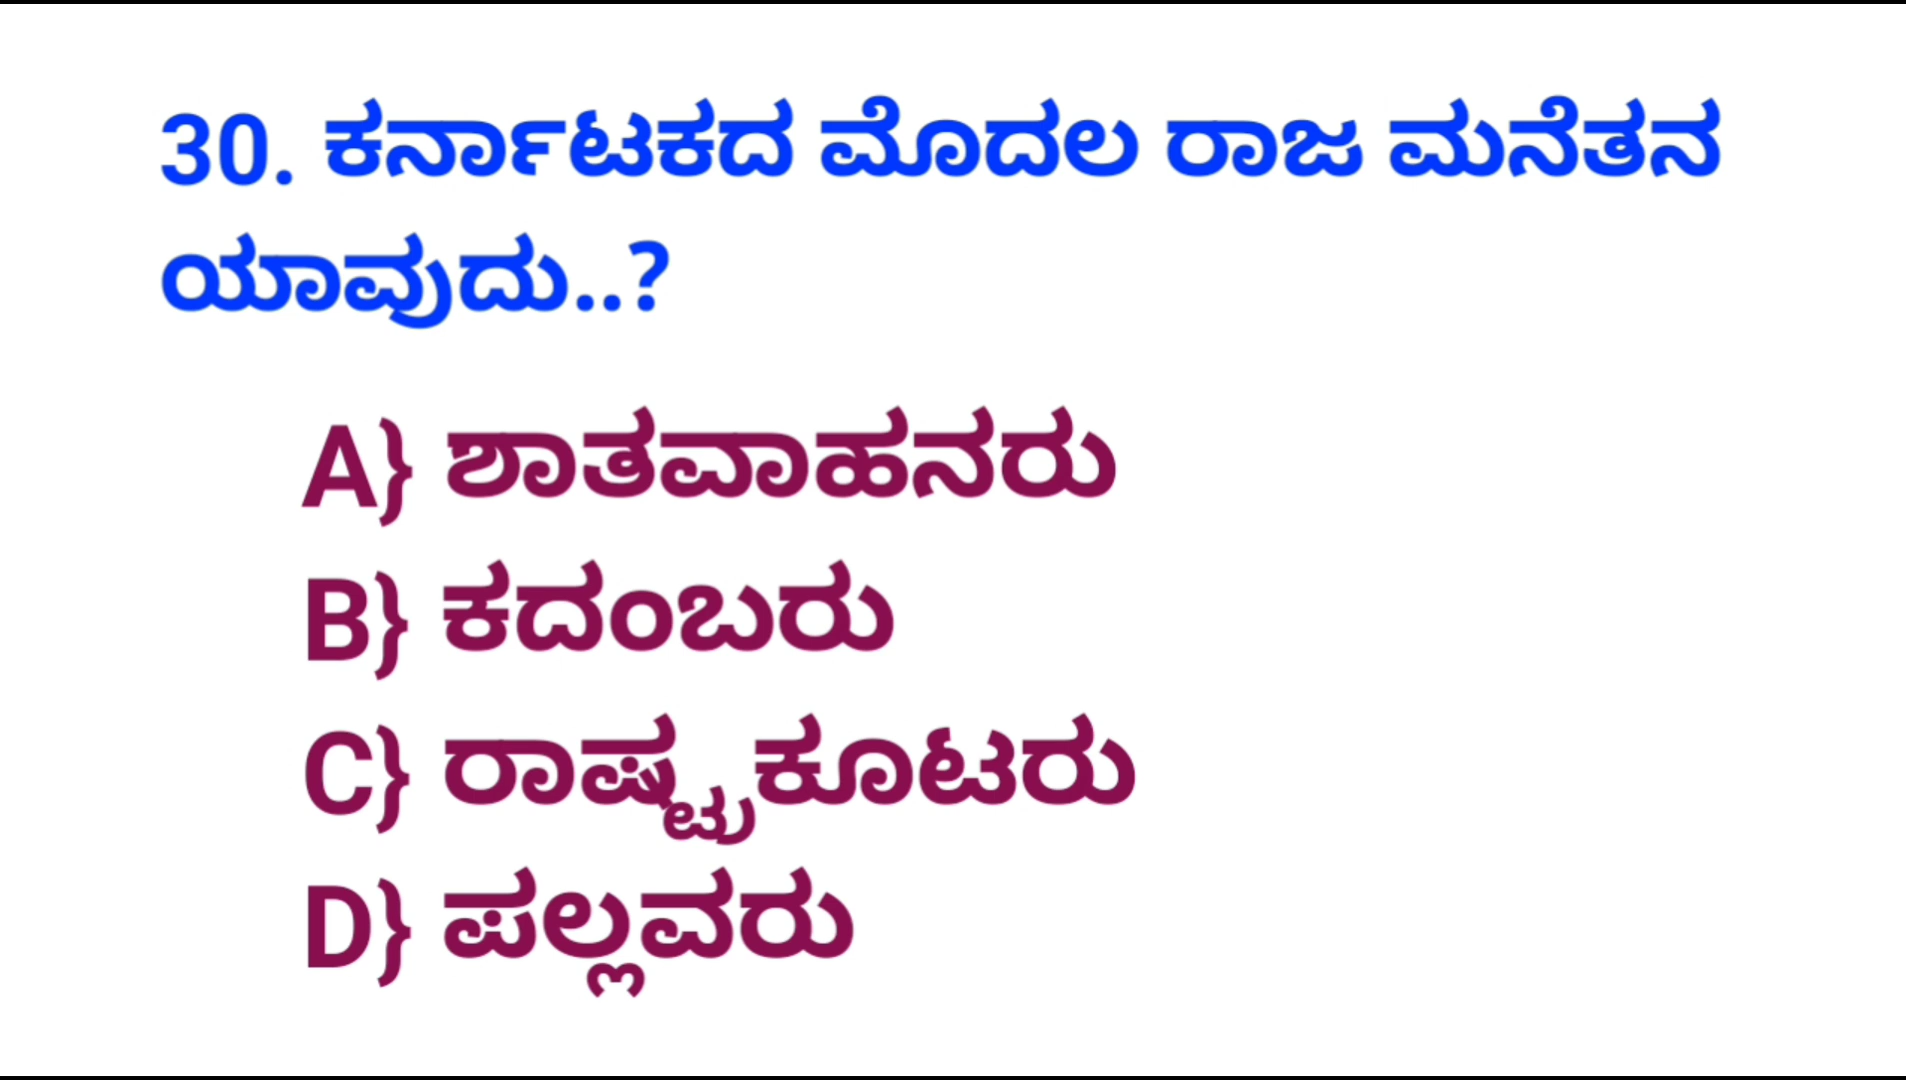 30. ಕರ್ನಾಟಕದ ಮೊದಲ ರಾಜ ಮನೆತನ
ಯಾವುದು..?
A} ಶಾತವಾಹನರು
B} ಕದಂಬರು
C} ರಾಷ್ಟ್ರಕೂಟರು
D} ಪಲ್ಲವರು